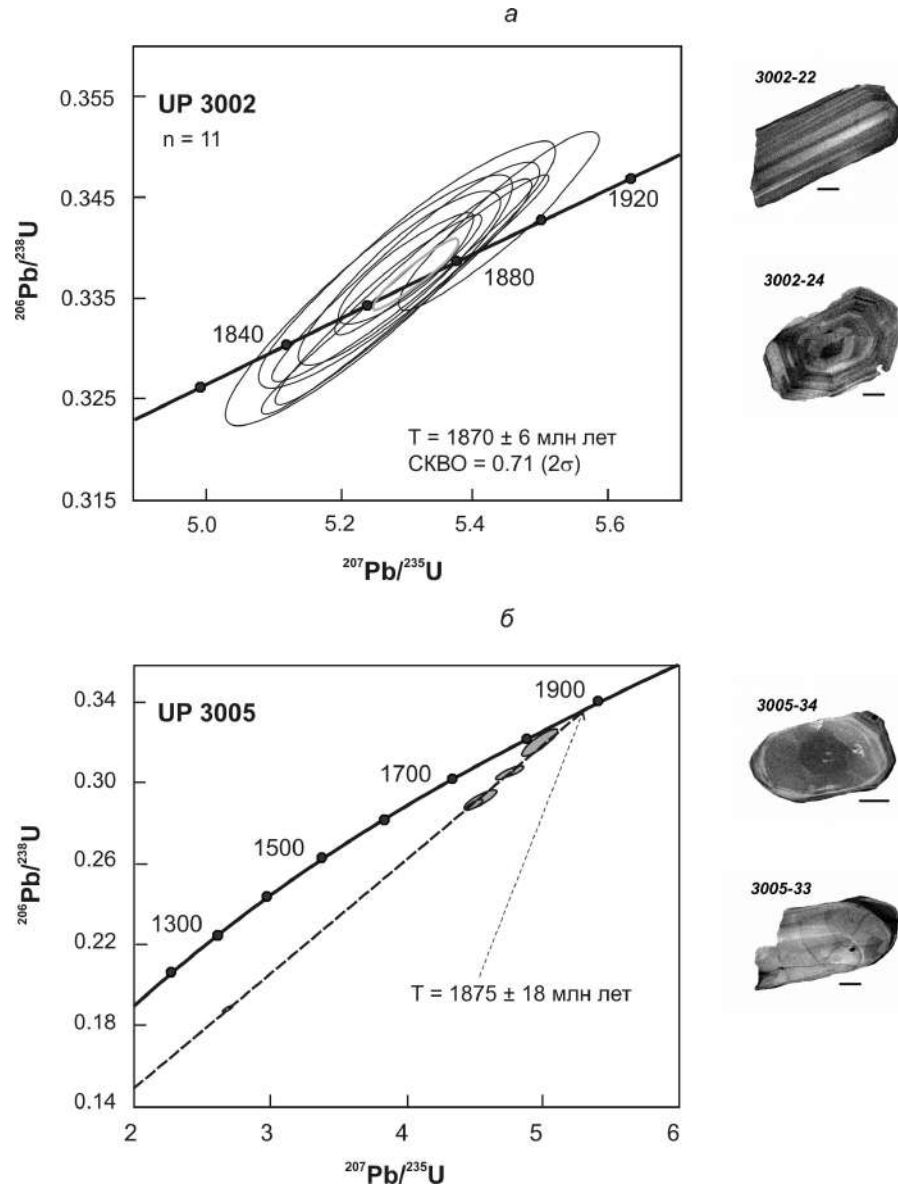 а
UP 3002
n = 11
0.355
0.345
0.335
0.325
0.315
²⁰⁶Pb/²³⁸U
1840
1880
1920
T = 1870 ± 6 млн лет
СКВО = 0.71 (2σ)
5.0 5.2 5.4 5.6
²⁰⁷Pb/²³⁵U
3002-22
3002-24
б
UP 3005
0.34
0.30
0.26
0.22
0.18
0.14
²⁰⁶Pb/²³⁸U
1900
1700
1500
1300
T = 1875 ± 18 млн лет
2 3 4 5 6
²⁰⁷Pb/²³⁵U
3005-34
3005-33